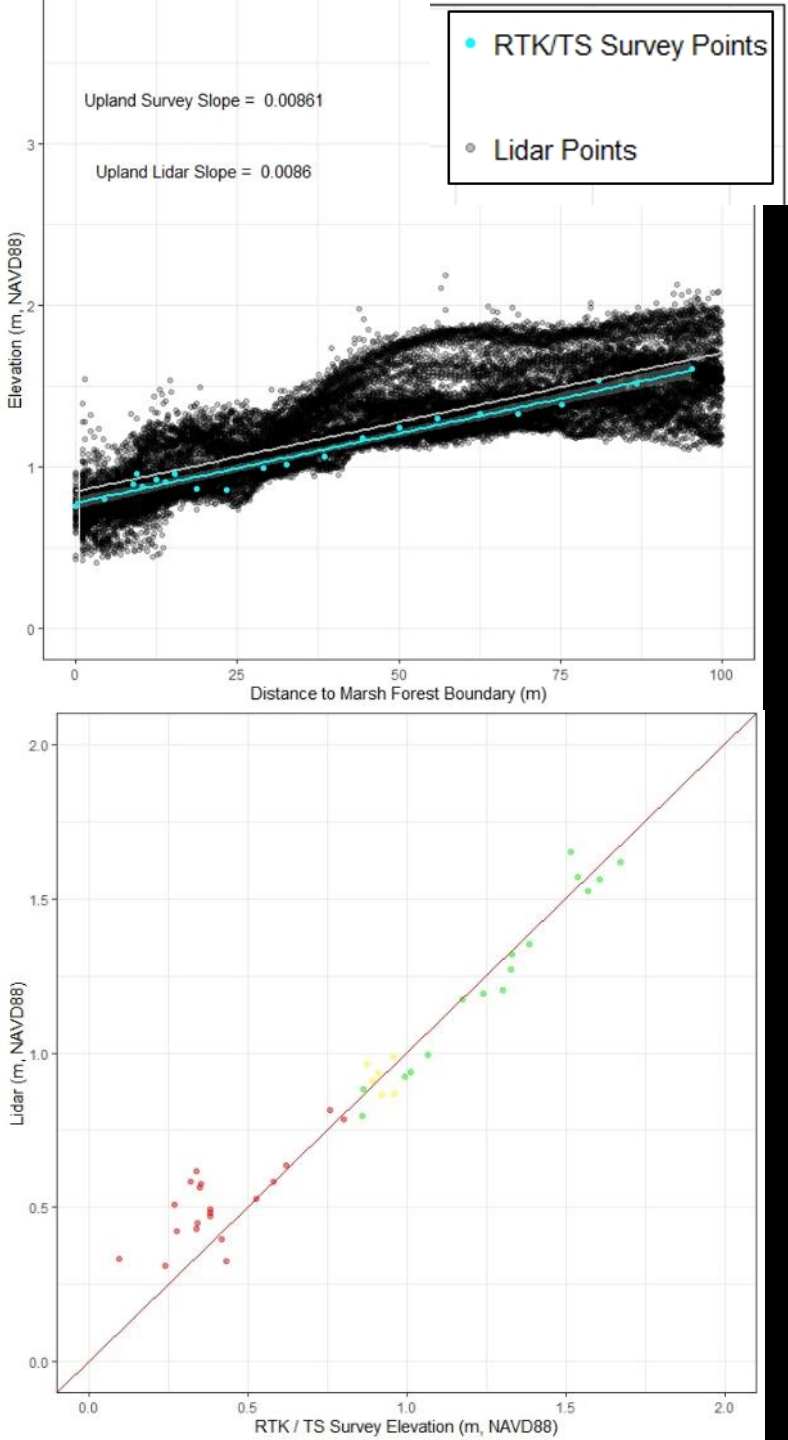 RTK/TS Survey Points
Lidar Points
Upland Survey Slope = 0.00861
Upland Lidar Slope = 0.0086
Elevation (m, NAVD88)
3
2
1
0
0 25 50 75 100
Distance to Marsh Forest Boundary (m)
Lidar (m, NAVD88)
2.0
1.5
1.0
0.5
0.0
0.0 0.5 1.0 1.5 2.0
RTK / TS Survey Elevation (m, NAVD88)